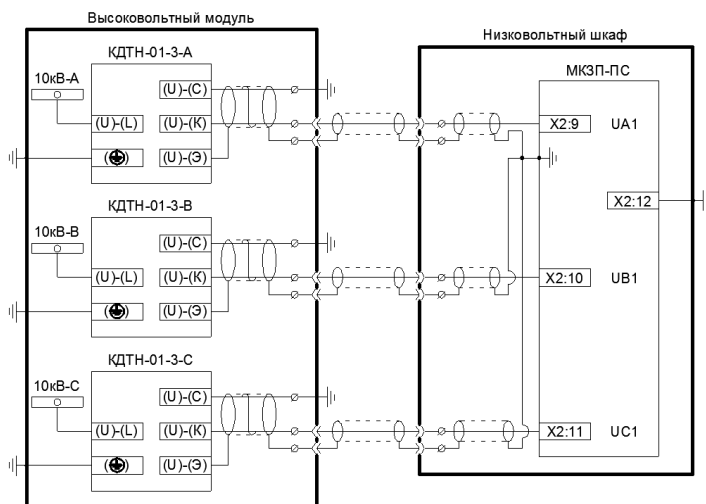 Высоковольтный модуль
Низковольтный шкаф
КДТН-01-3-А
МКЗП-ПС
10кВ-А
(U)-(C)
(U)-(L)
(U)-(К)
X2:9
UA1
(U)-(Э)
X2:12
КДТН-01-3-В
10кВ-В
(U)-(C)
(U)-(L)
(U)-(К)
X2:10
UB1
(U)-(Э)
КДТН-01-3-С
10кВ-С
(U)-(C)
(U)-(L)
(U)-(К)
X2:11
UC1
(U)-(Э)